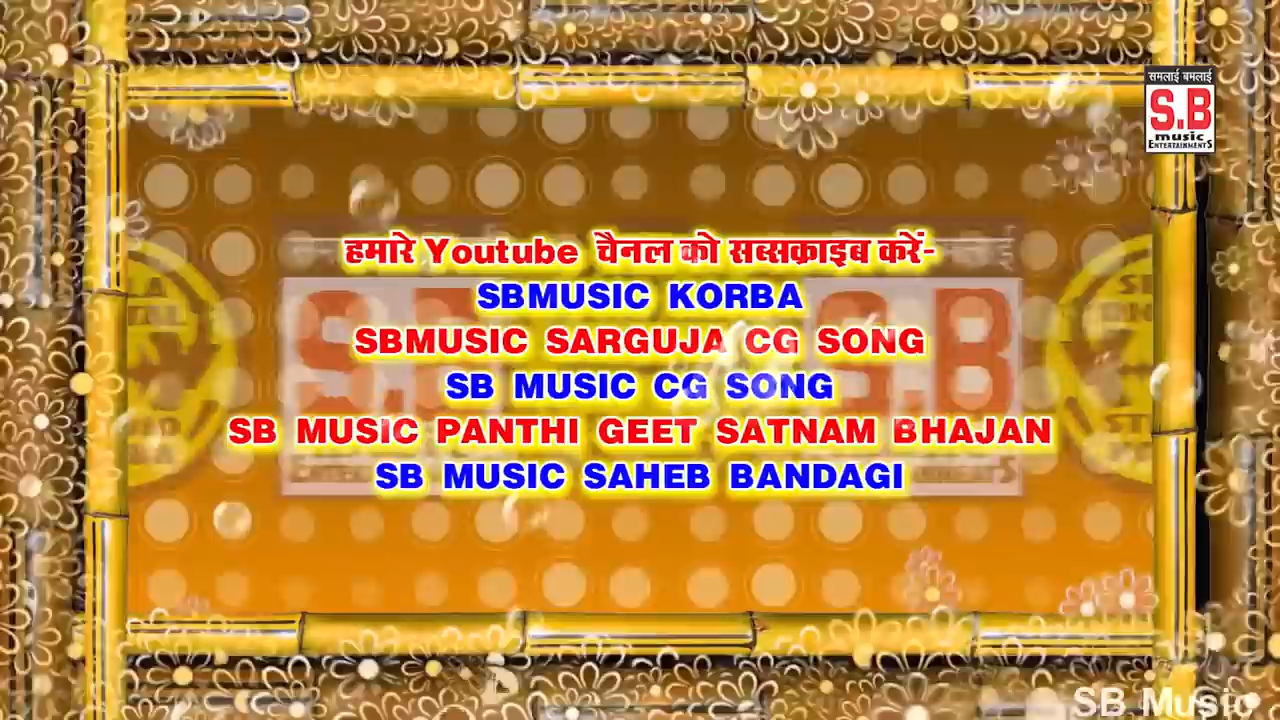 समलाई बमलाई
S.B
music
ENTERTAINMENTS
हमारे Youtube चैनल को सब्सक्राइब करें-
SBMUSIC KORBA
SBMUSIC SARGUJA CG SONG
SB MUSIC CG SONG
SB MUSIC PANTHI GEET SATNAM BHAJAN
SB MUSIC SAHEB BANDAGI
SB Music